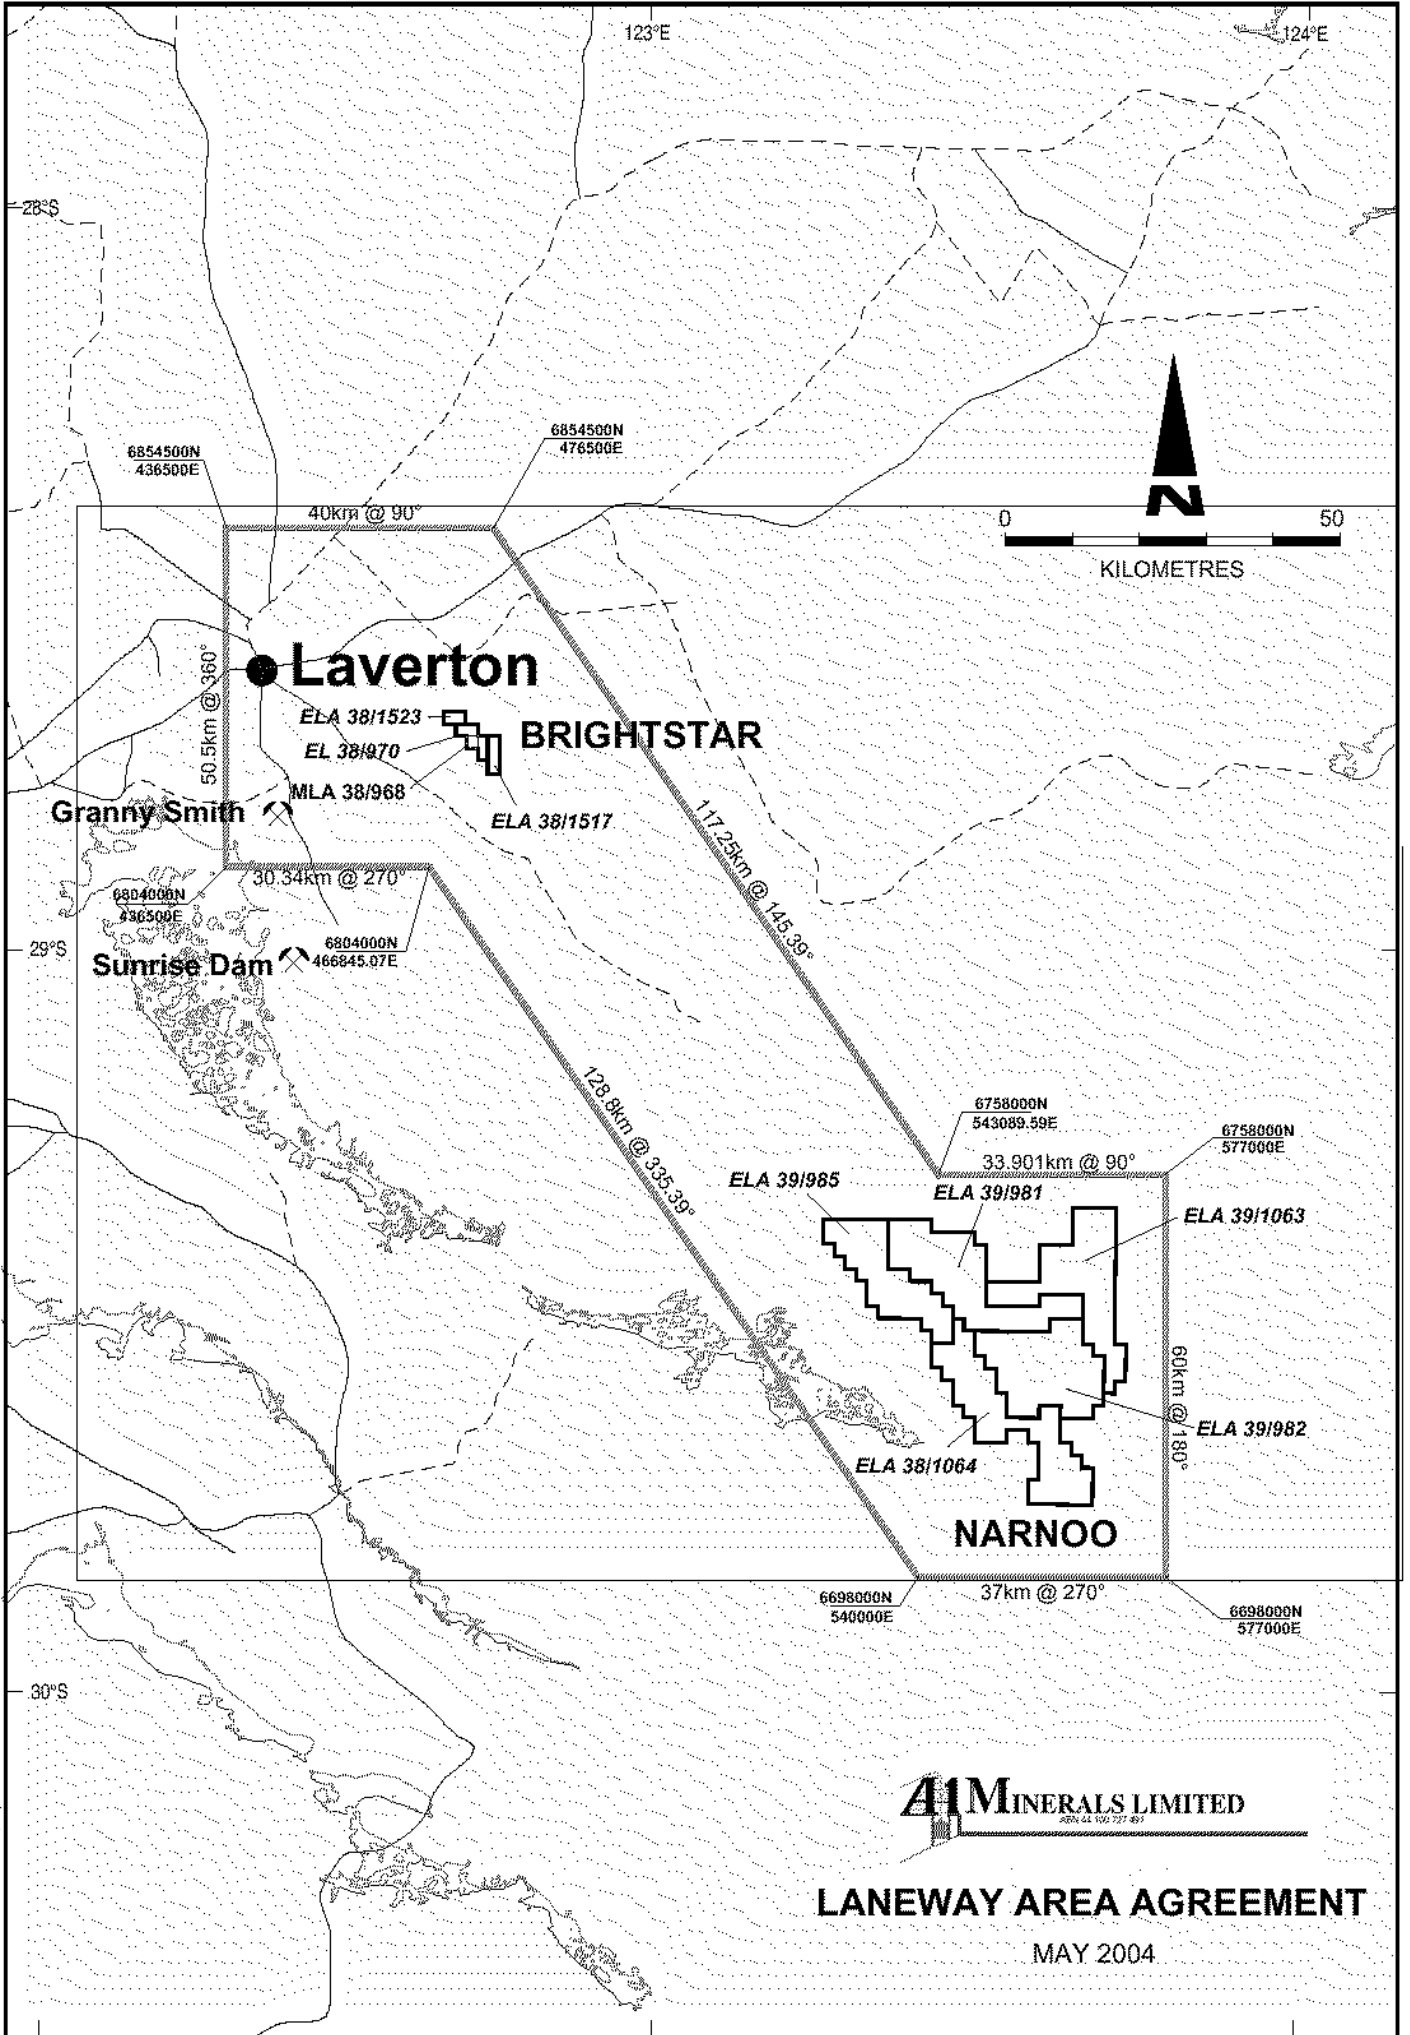 123°E
124°E
28°S
6854500N
436500E
6854500N
476500E
40km @ 90°
0 50
KILOMETRES
Laverton
50.5km @ 360°
ELA 38/1523
BRIGHTSTAR
EL 38/970
MLA 38/968
Granny Smith
ELA 38/1517
117.25km @ 145.39°
30.34km @ 270°
6804000N
436500E
6804000N
466845.07E
29°S
Sunrise Dam
128.8km @ 335.39°
6758000N
543089.59E
6758000N
577000E
33.901km @ 90°
ELA 39/985
ELA 39/981
ELA 39/1063
60km @ 180°
ELA 39/982
ELA 38/1064
NARNOO
6698000N
540000E
37km @ 270°
6698000N
577000E
30°S
A1 MINERALS LIMITED
LANEWAY AREA AGREEMENT
MAY 2004
N